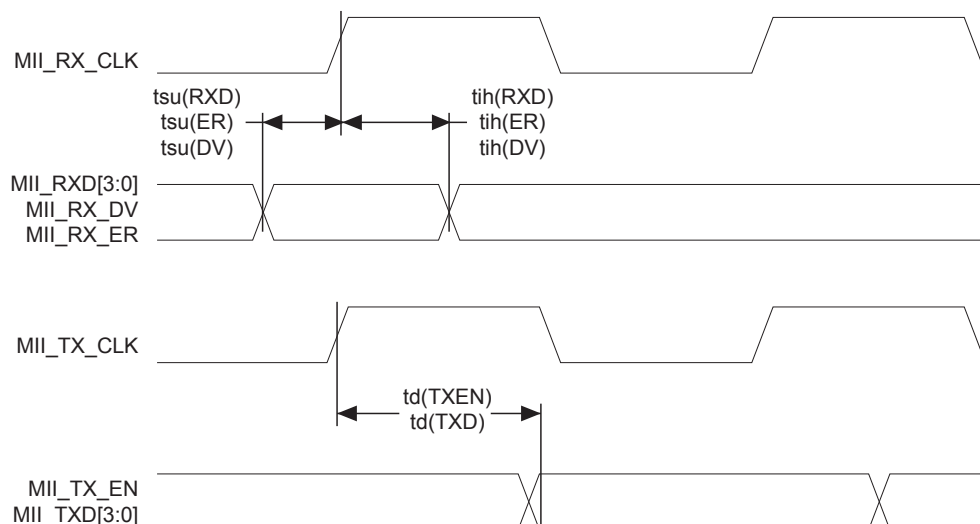 MII_RX_CLK
tsu(RXD)
tsu(ER)
tsu(DV)
tih(RXD)
tih(ER)
tih(DV)
MII_RXD[3:0]
MII_RX_DV
MII_RX_ER
MII_TX_CLK
td(TXEN)
td(TXD)
MII_TX_EN
MII_TXD[3:0]